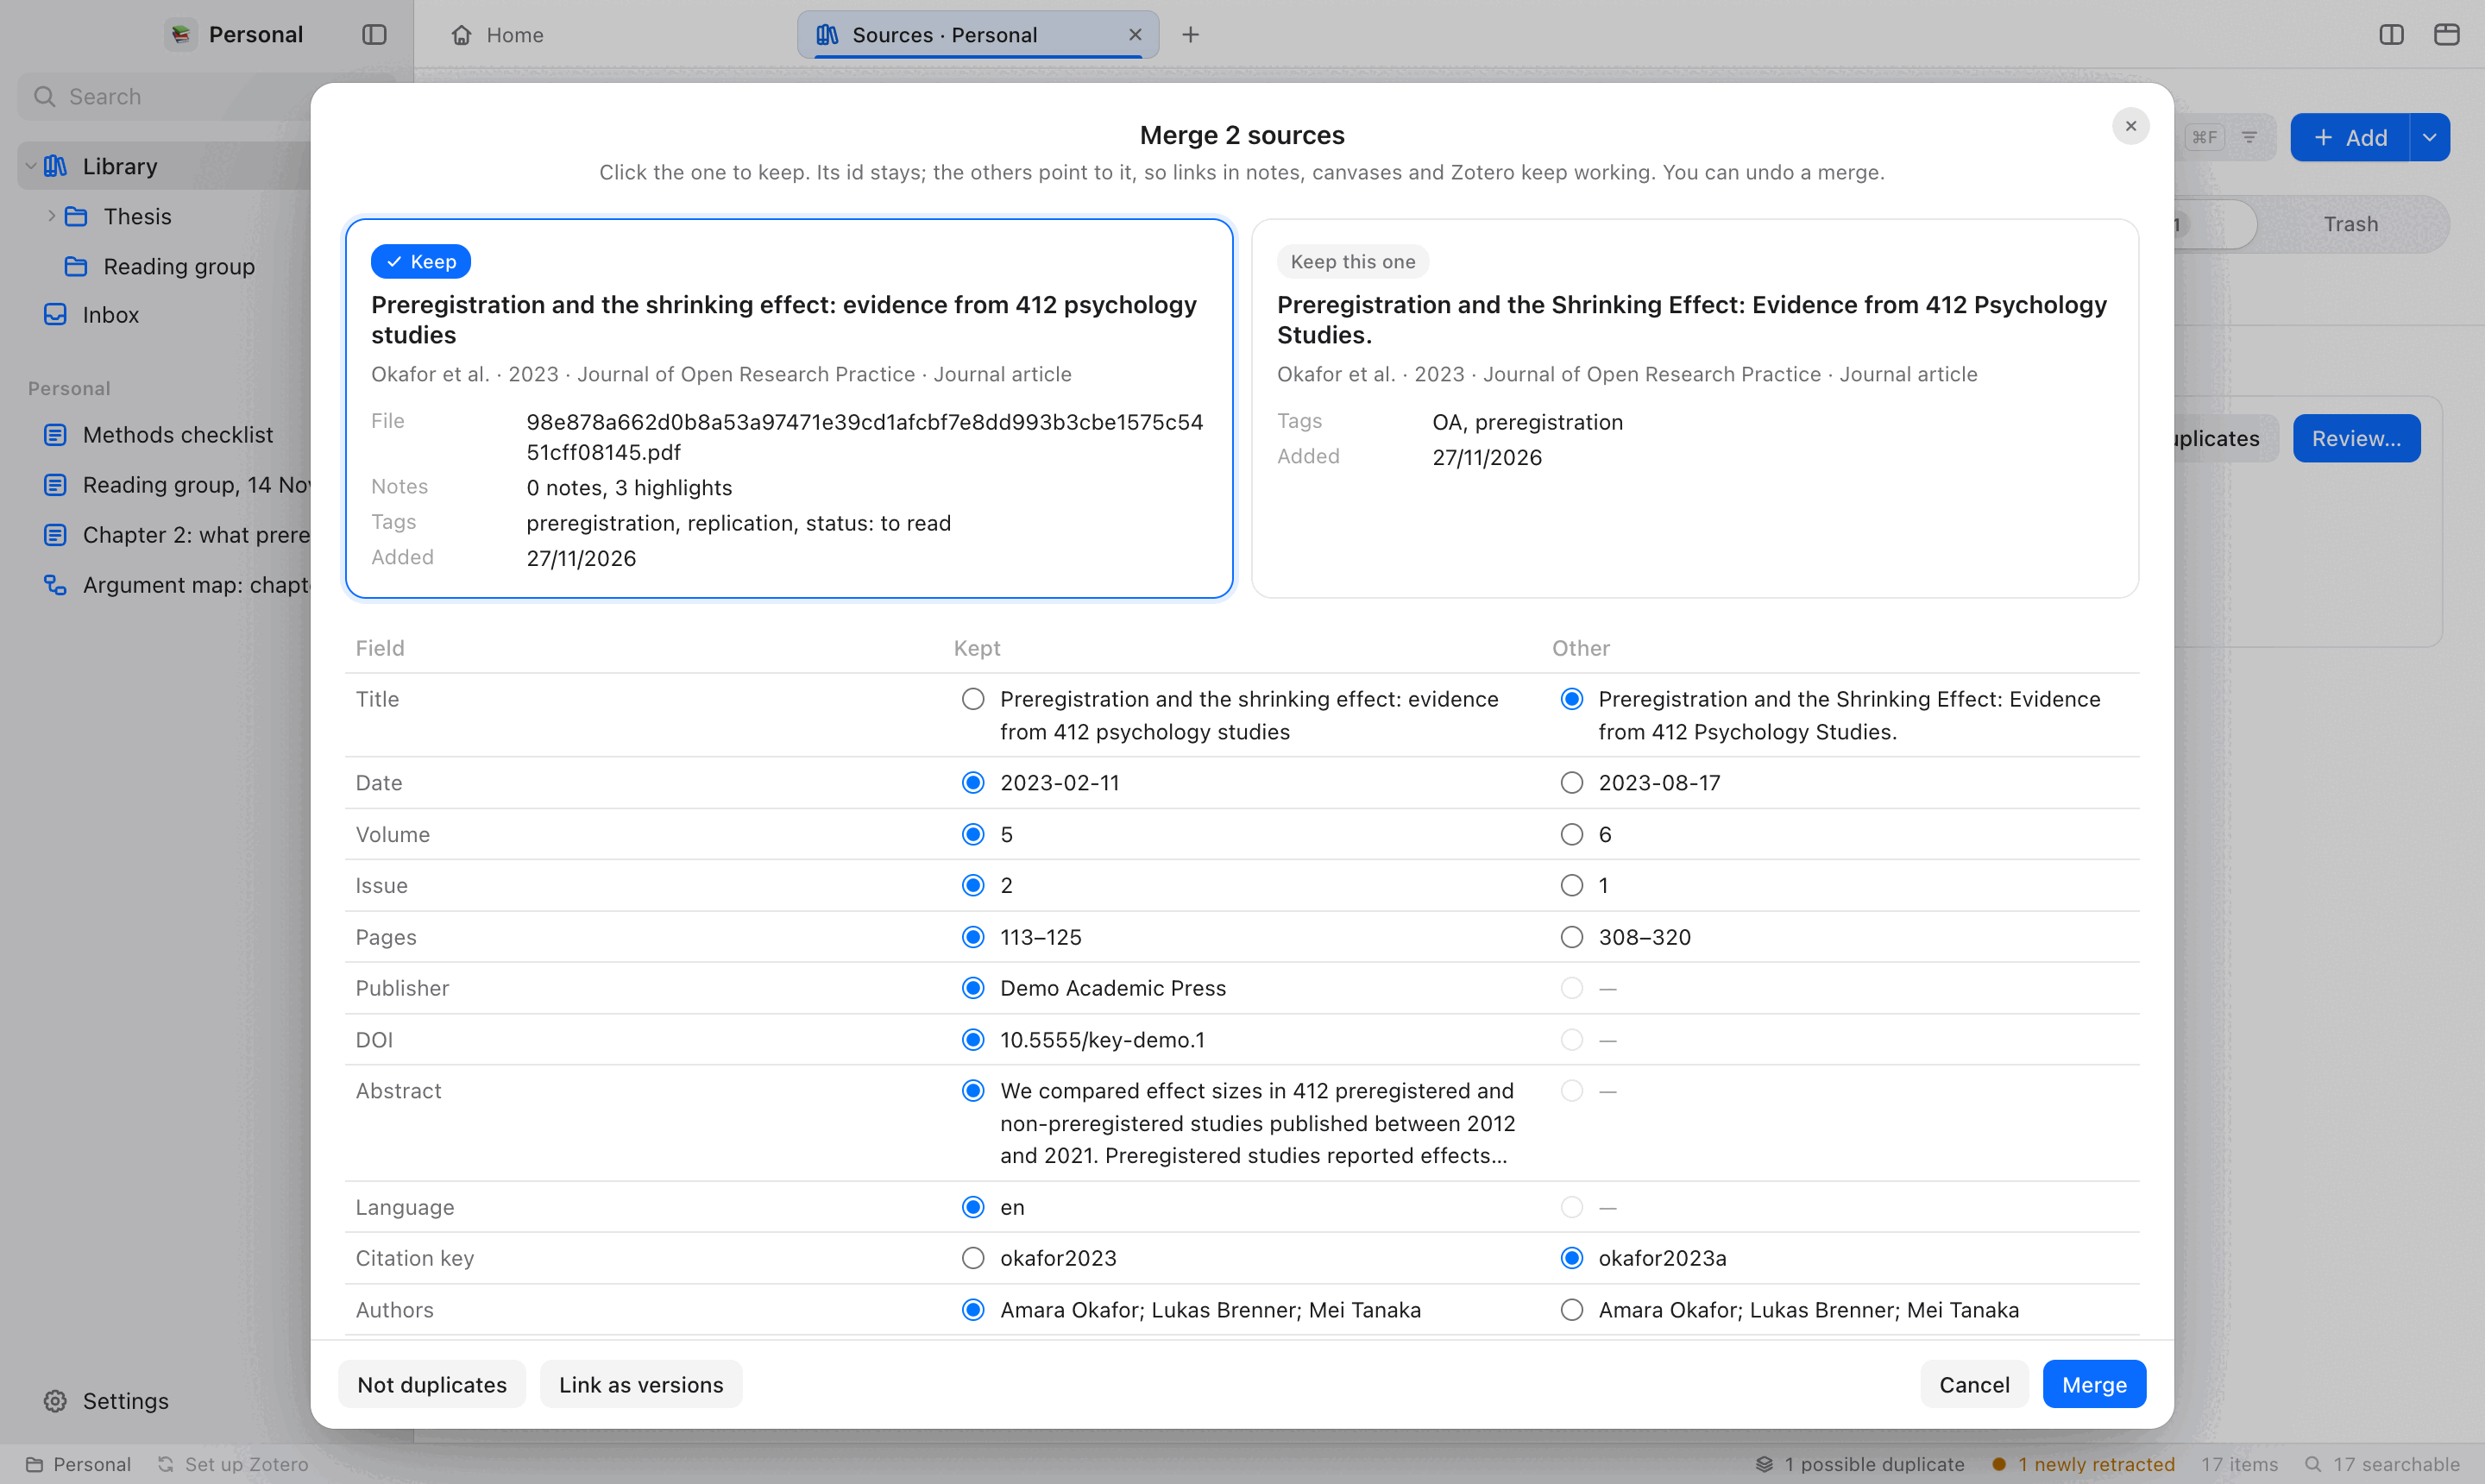 Personal
Home
Sources · Personal
Search
⌘F
Add
Library
Thesis
Reading group
Inbox
Trash
Personal
Methods checklist
Reading group, 14
Chapter 2: what
Argument map:
Review...
Settings
Merge 2 sources
Click the one to keep. Its id stays; the others point to it, so links in notes, canvases and Zotero keep working. You can undo a merge.
Keep
Preregistration and the shrinking effect: evidence from 412 psychology
studies
Okafor et al. · 2023 · Journal of Open Research Practice · Journal article
File 98e878a662d0b8a53a97471e39cd1afcbf7e8dd993b3cbe1575c54
51cff08145.pdf
Notes 0 notes, 3 highlights
Tags preregistration, replication, status: to read
Added 27/11/2026
Keep this one
Preregistration and the Shrinking Effect: Evidence from 412 Psychology
Studies.
Okafor et al. · 2023 · Journal of Open Research Practice · Journal article
Tags OA, preregistration
Added 27/11/2026
Field Kept Other
Title Preregistration and the shrinking effect: evidence Preregistration and the Shrinking Effect: Evidence
from 412 psychology studies from 412 Psychology Studies.
Date 2023-02-11 2023-08-17
Volume 5 6
Issue 2 1
Pages 113–125 308–320
Publisher Demo Academic Press —
DOI 10.5555/key-demo.1 —
Abstract We compared effect sizes in 412 preregistered and —
non-preregistered studies published between 2012
and 2021. Preregistered studies reported effects...
Language en —
Citation key okafor2023 okafor2023a
Authors Amara Okafor; Lukas Brenner; Mei Tanaka Amara Okafor; Lukas Brenner; Mei Tanaka
Not duplicates Link as versions Cancel Merge
Personal Set up Zotero 1 possible duplicate 1 newly retracted 17 items 17 searchable